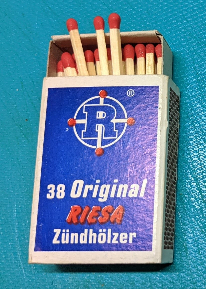 R
®
38 Original
RIESA
Zündhölzer